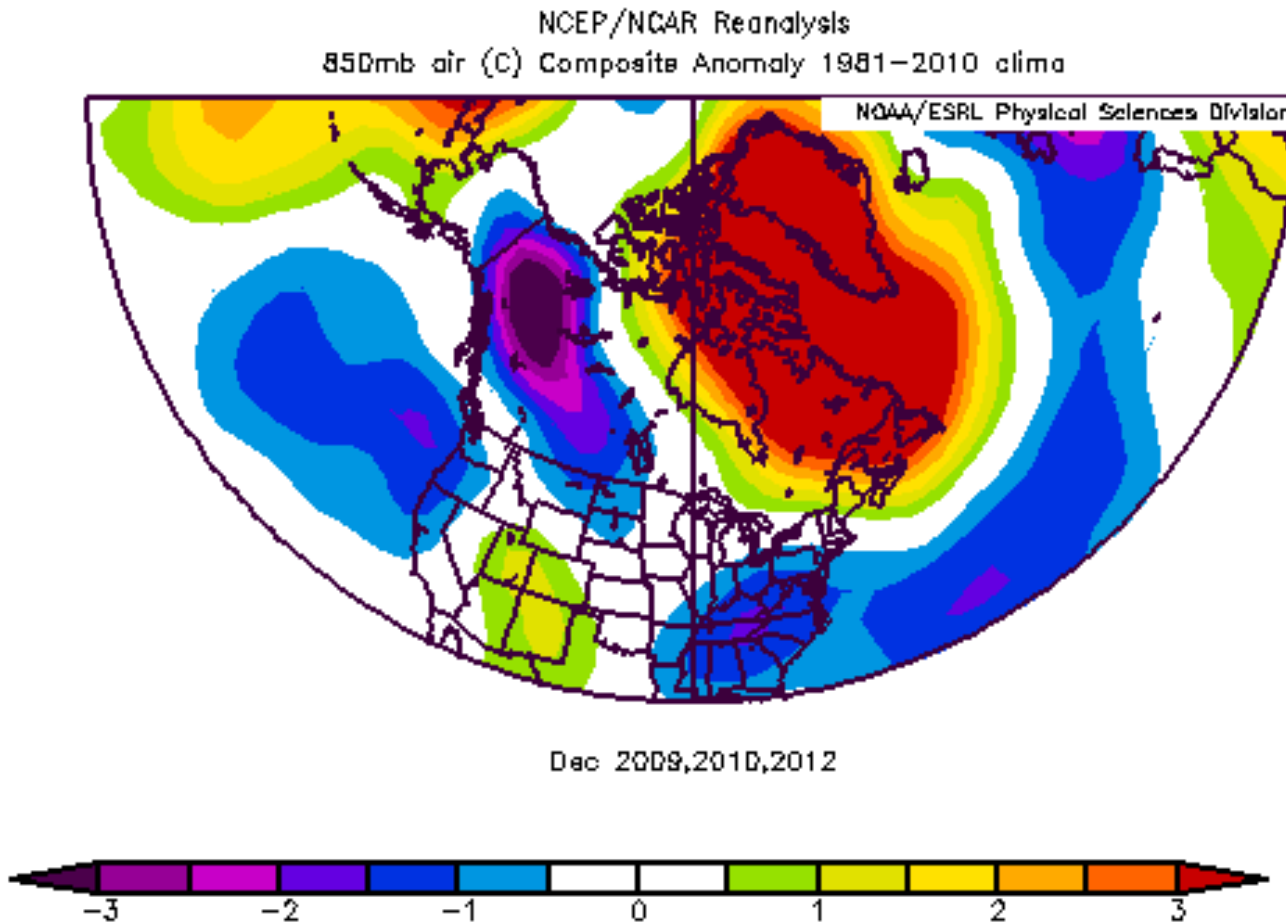 NCEP/NCAR Reanalysis
850mb air (C) Composite Anomaly 1981-2010 clima
NOAA/ESRL Physical Sciences Division
Dec 2009,2010,2012
-3 -2 -1 0 1 2 3